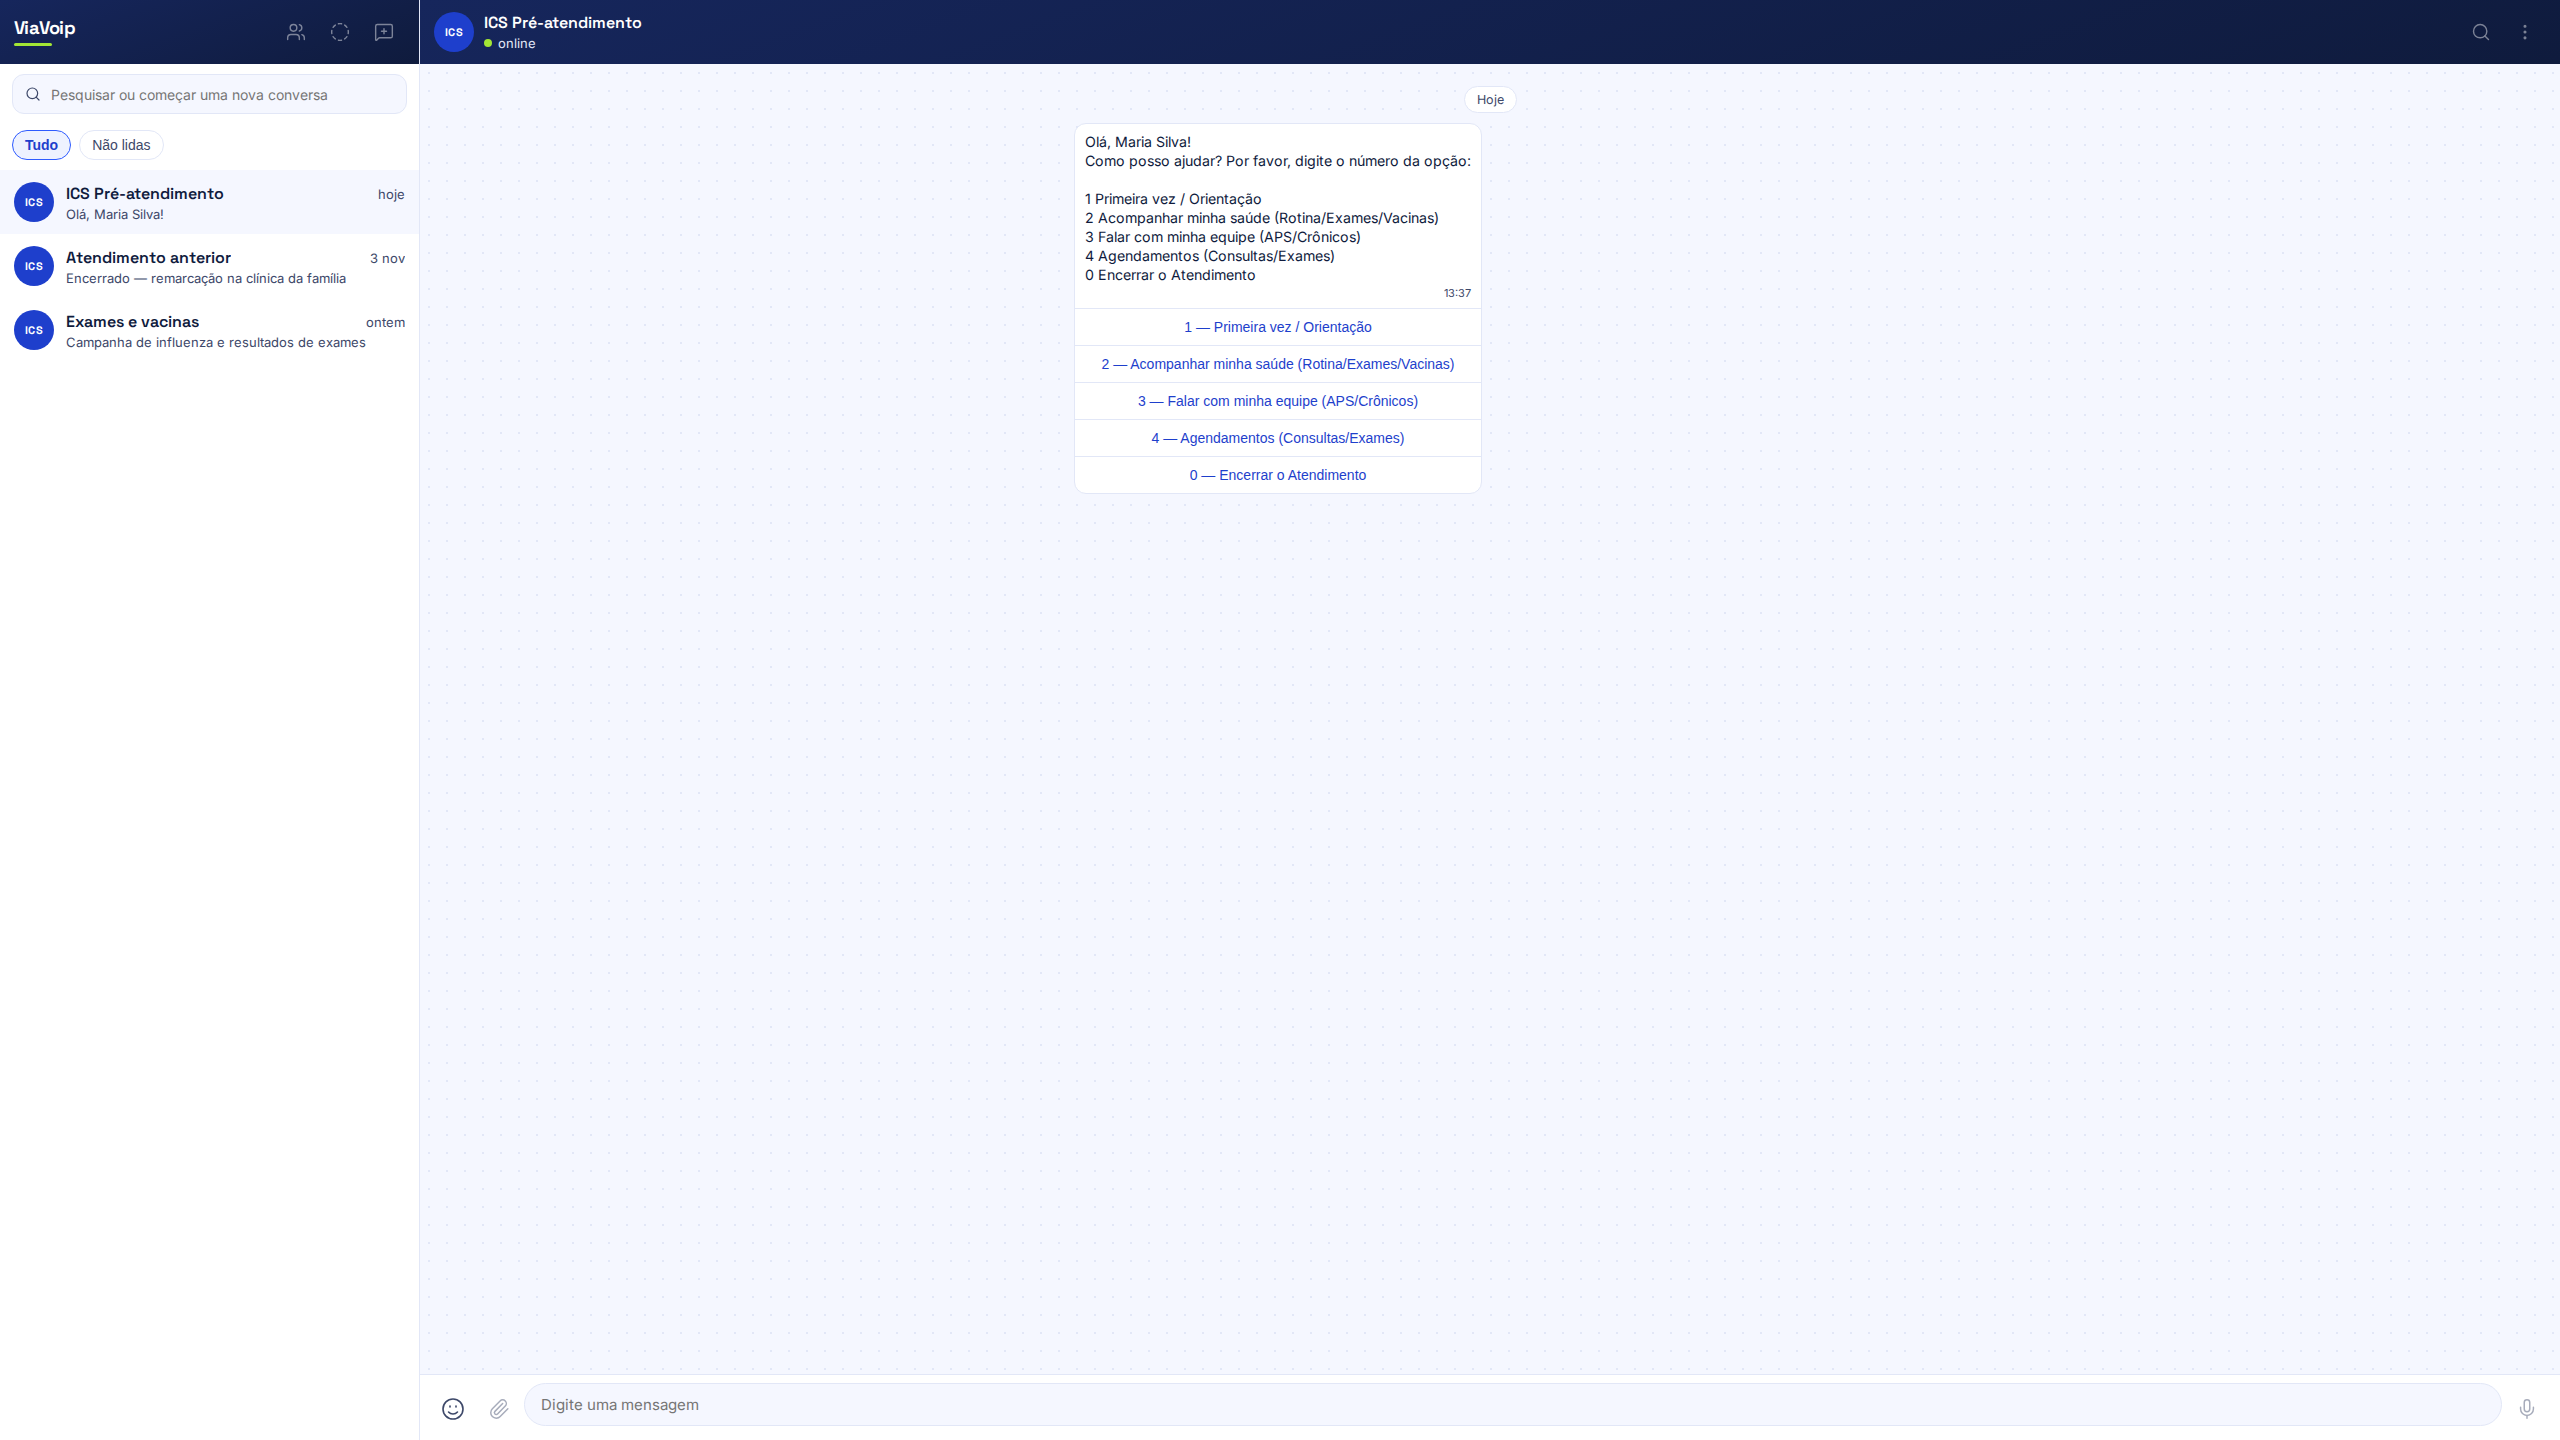 ViaVoip
Pesquisar ou começar uma nova conversa
Tudo
Não lidas
ICS
ICS Pré-atendimento
hoje
Olá, Maria Silva!
ICS
Atendimento anterior
3 nov
Encerrado — remarcação na clínica da família
ICS
Exames e vacinas
ontem
Campanha de influenza e resultados de exames
ICS
ICS Pré-atendimento
online
Hoje
Olá, Maria Silva!
Como posso ajudar? Por favor, digite o número da opção:
1 Primeira vez / Orientação
2 Acompanhar minha saúde (Rotina/Exames/Vacinas)
3 Falar com minha equipe (APS/Crônicos)
4 Agendamentos (Consultas/Exames)
0 Encerrar o Atendimento
13:37
1 — Primeira vez / Orientação
2 — Acompanhar minha saúde (Rotina/Exames/Vacinas)
3 — Falar com minha equipe (APS/Crônicos)
4 — Agendamentos (Consultas/Exames)
0 — Encerrar o Atendimento
Digite uma mensagem